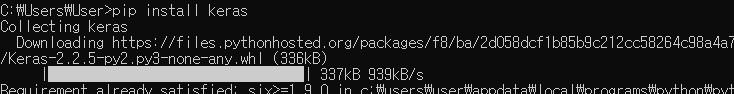 C:₩Users₩User>pip install keras
Collecting keras
  Downloading https://files.pythonhosted.org/packages/f8/ba/2d058dcf1b85b9c212cc58264c98a4a7
/Keras-2.2.5-py2.py3-none-any.whl (336kB)
     |████████████████████████████████| 337kB 939kB/s
Requirement already satisfied: six>=1.9.0 in c:₩users₩user₩appdata₩local₩programs₩python₩pyt